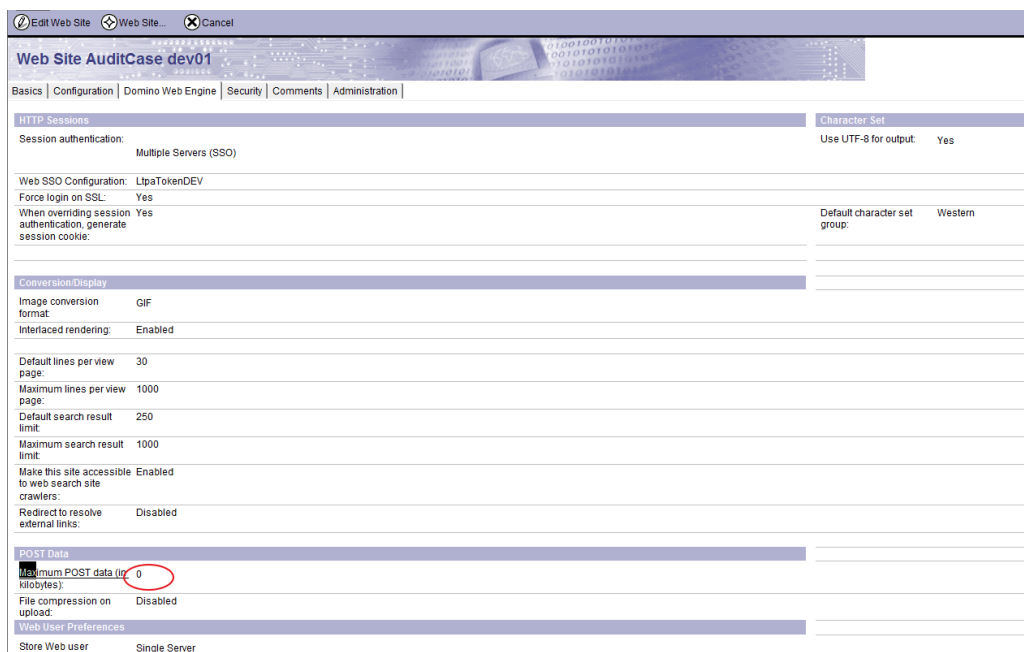 Edit Web Site Web Site... Cancel
Web Site AuditCase dev01
Basics Configuration Domino Web Engine Security Comments Administration
HTTP Sessions
Session authentication:
Multiple Servers (SSO)
Web SSO Configuration: LtpaTokenDEV
Force login on SSL: Yes
When overriding session Yes
authentication, generate
session cookie:
Character Set
Use UTF-8 for output: Yes
Default character set Western
group:
Conversion/Display
Image conversion GIF
format:
Interlaced rendering: Enabled
Default lines per view 30
page:
Maximum lines per view 1000
page:
Default search result 250
limit:
Maximum search result 1000
limit:
Make this site accessible Enabled
to web search site
crawlers:
Redirect to resolve Disabled
external links:
POST Data
Maximum POST data (in 0
kilobytes):
File compression on Disabled
upload:
Web User Preferences
Store Web user Single Server